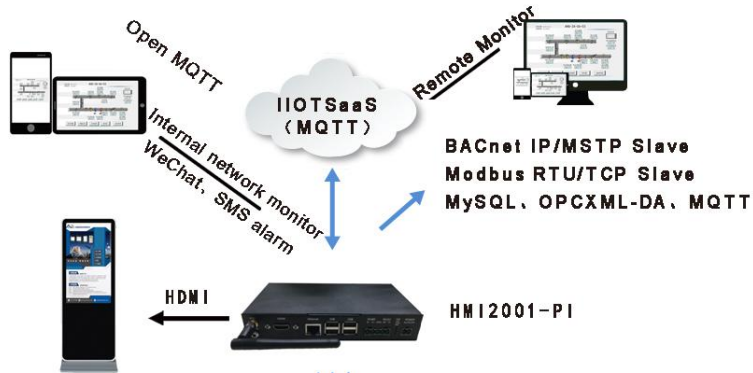 Open MQTT
IIOTSaaS
(MQTT)
Remote Monitor
Internal network monitor
WeChat、SMS alarm
BACnet IP/MSTP Slave
Modbus RTU/TCP Slave
MySQL、OPCXML-DA、MQTT
HDMI
HMI2001-PI